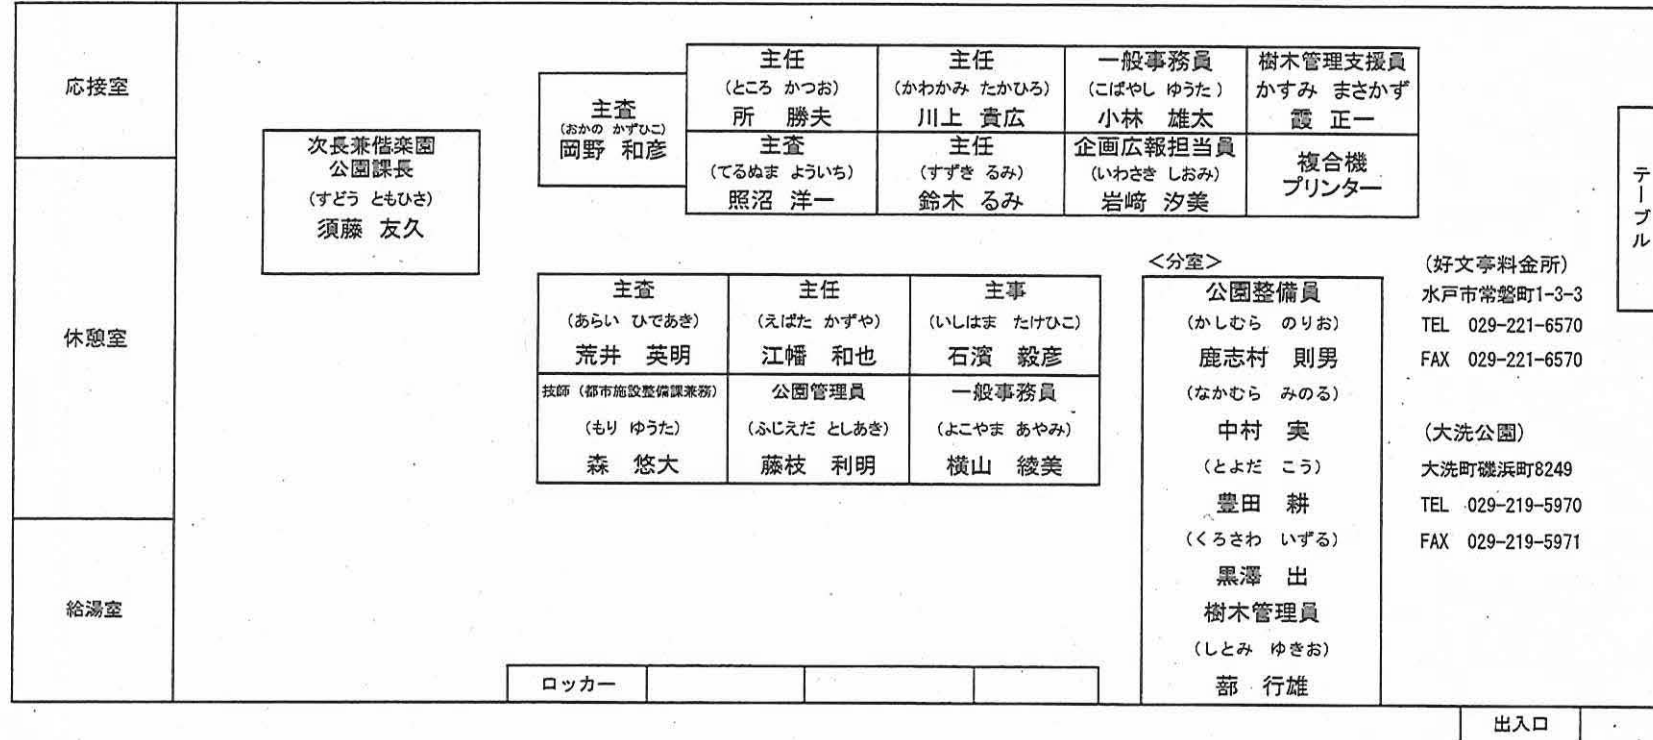 応接室
休憩室
給湯室
次長兼偕楽園
公園課長
(すどう ともひさ)
須藤 友久
主査
(おかの かずひこ)
岡野 和彦
主任
(ところ かつお)
所 勝夫
主任
(かわかみ たかひろ)
川上 貴広
一般事務員
(こばやし ゆうた)
小林 雄太
樹木管理支援員
かすみ まさかず
霞 正一
主査
(てるぬま よういち)
照沼 洋一
主任
(すずき るみ)
鈴木 るみ
企画広報担当員
(いわさき しおみ)
岩﨑 汐美
複合機
プリンター
テーブル
主査
(あらい ひであき)
荒井 英明
主任
(えばた かずや)
江幡 和也
主事
(いしはま たけひこ)
石濱 毅彦
技師（都市施設整備課兼務)
(もり ゆうた)
森 悠大
公園管理員
(ふじえだ としあき)
藤枝 利明
一般事務員
(よこやま あやみ)
横山 綾美
＜分室＞
公園整備員
(かしむら のりお)
鹿志村 則男
(なかむら みのる)
中村 実
(とよだ こう)
豊田 耕
(くろさわ いずる)
黒澤 出
樹木管理員
(しとみ ゆきお)
蔀 行雄
(好文亭料金所)
水戸市常磐町1-3-3
TEL 029-221-6570
FAX 029-221-6570
(大洗公園)
大洗町磯浜町8249
TEL 029-219-5970
FAX 029-219-5971
ロッカー
出入口